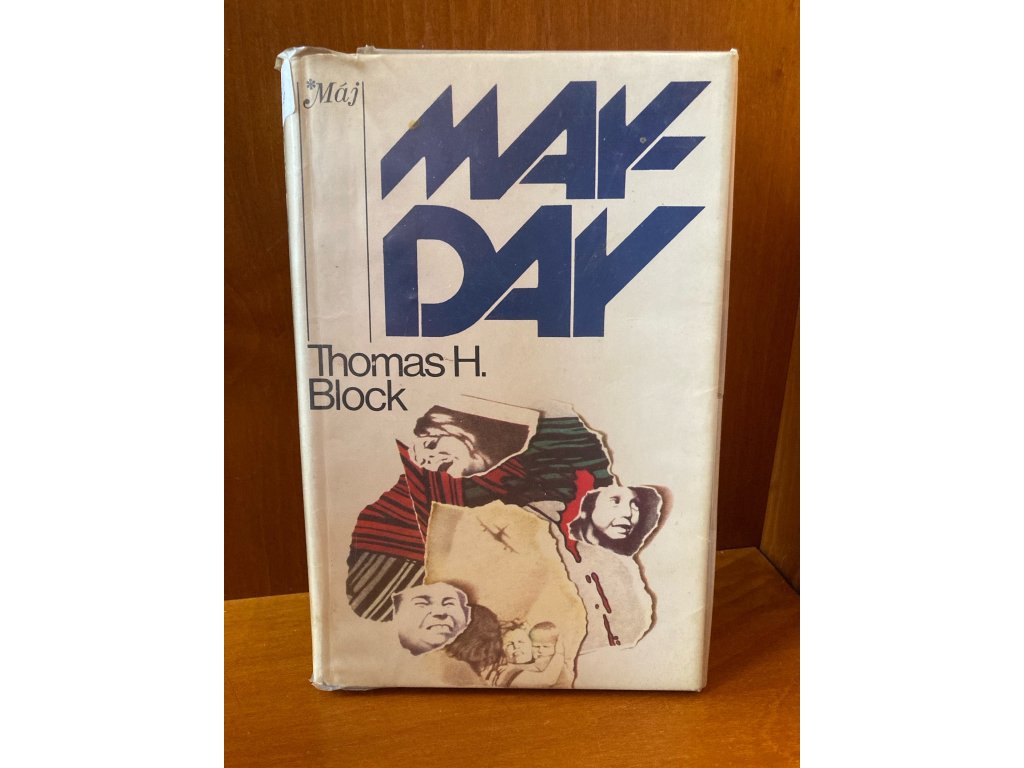 *Máj
MAY-
DAY
Thomas H.
Block